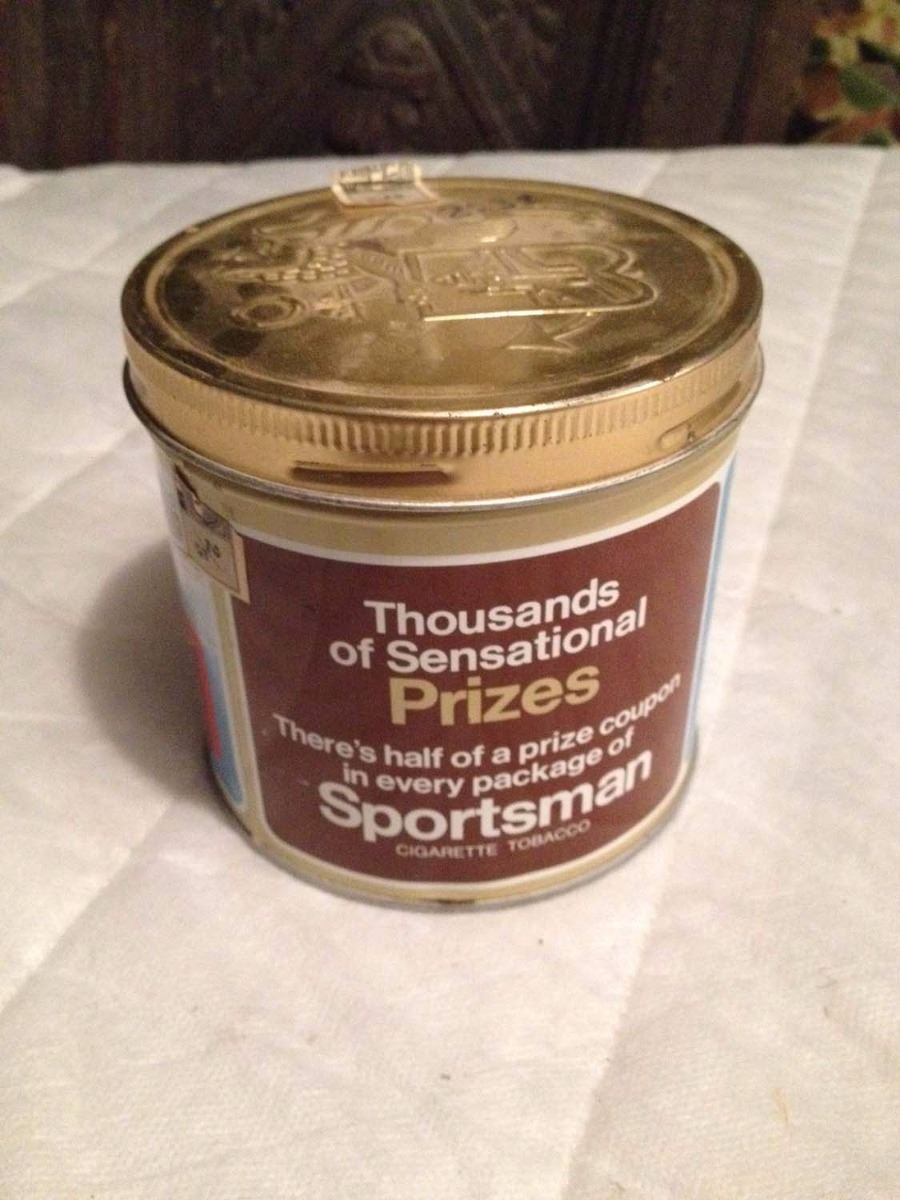 Thousands
of Sensational
Prizes
There's half of a prize coupon
in every package of
Sportsman
CIGARETTE TOBACCO